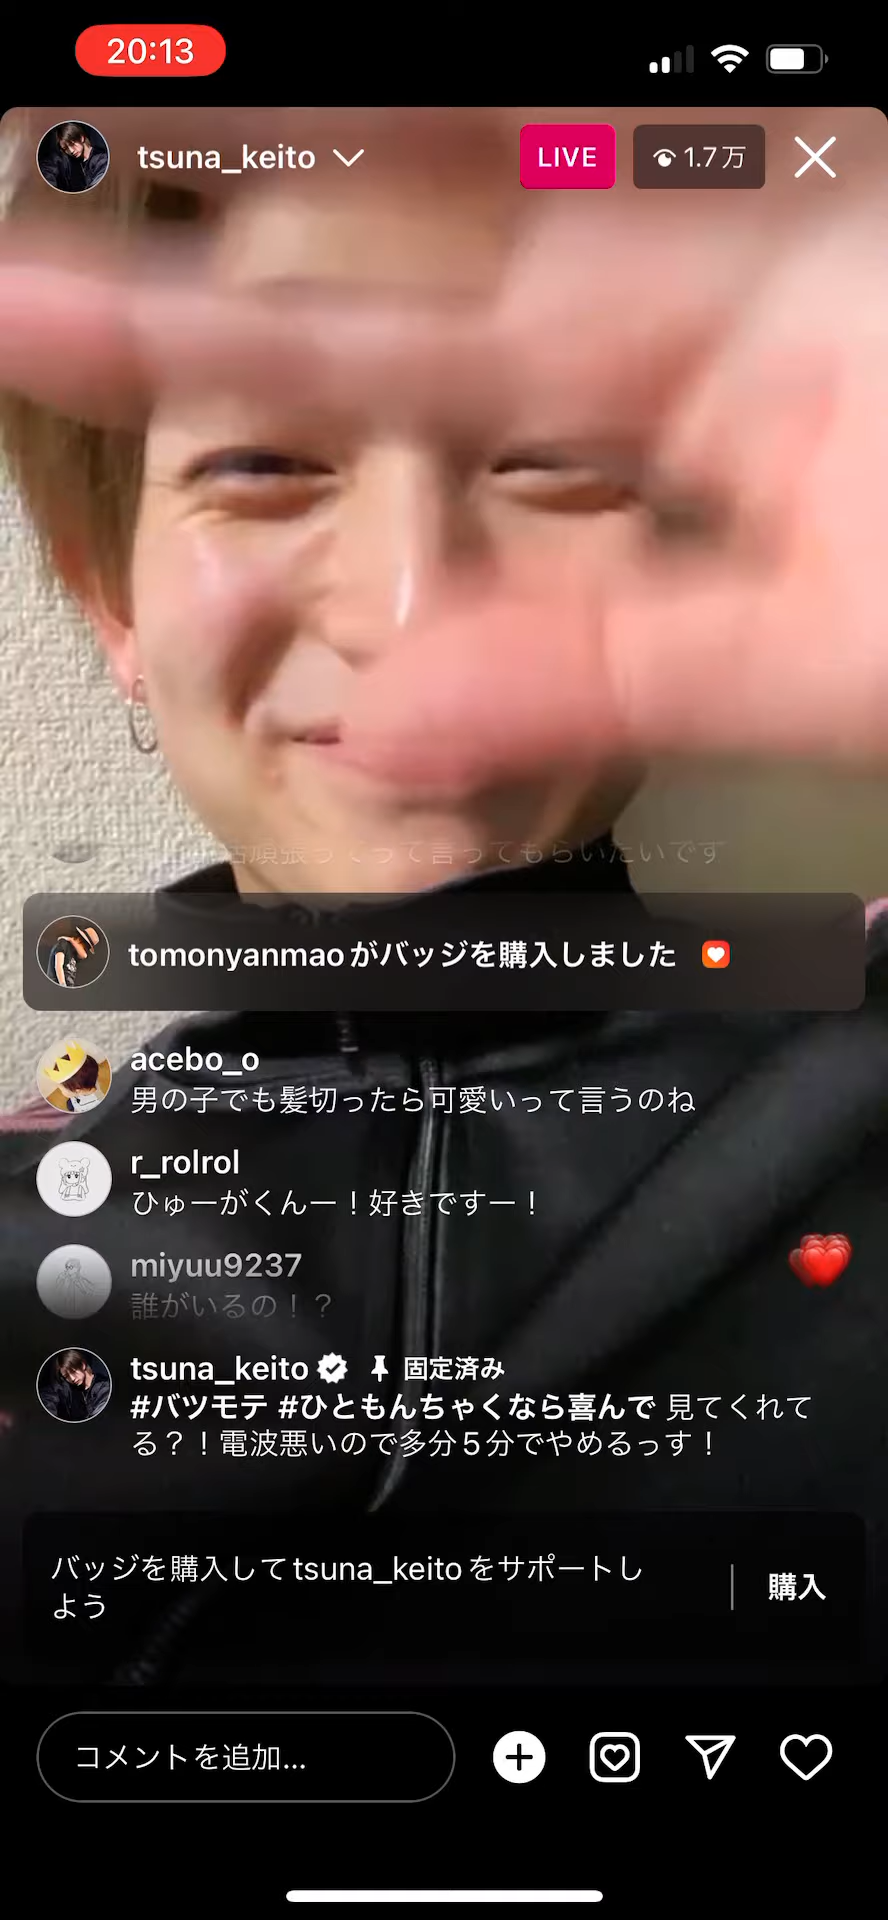 20:13
tsuna_keito
LIVE
1.7万
頑張ってって言ってもらいたいです
tomonyanmaoがバッジを購入しました
acebo_o
男の子でも髪切ったら可愛いって言うのね
r_rolrol
ひゅーがくんー！好きですー！
miyuu9237
誰がいるの！？
tsuna_keito 固定済み
#バツモテ #ひともんちゃくなら喜んで 見てくれて
る？！電波悪いので多分５分でやめるっす！
バッジを購入してtsuna_keitoをサポートし
よう
購入
コメントを追加...